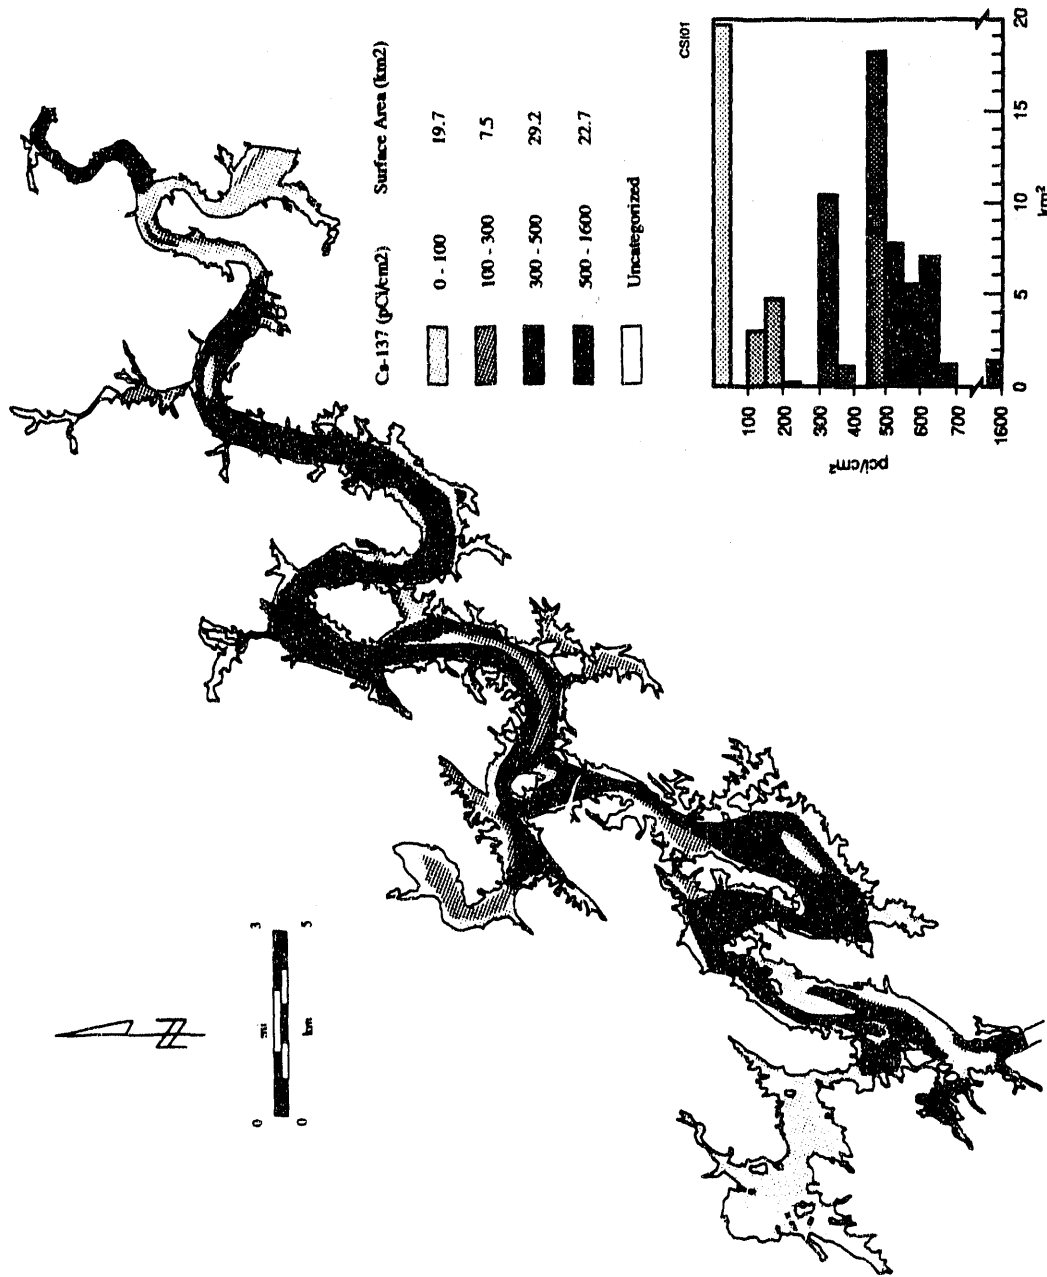 Cs-137 (pCi/cm2) Surface Area (km2)
0 - 100 19.7
100 - 300 7.5
300 - 500 29.2
500 - 1600 22.7
Uncategorized
0 3
mi
km
0 5
N
CSI01
pci/cm²
100
200
300
400
500
600
700
1600
0 5 10 15 20
km²